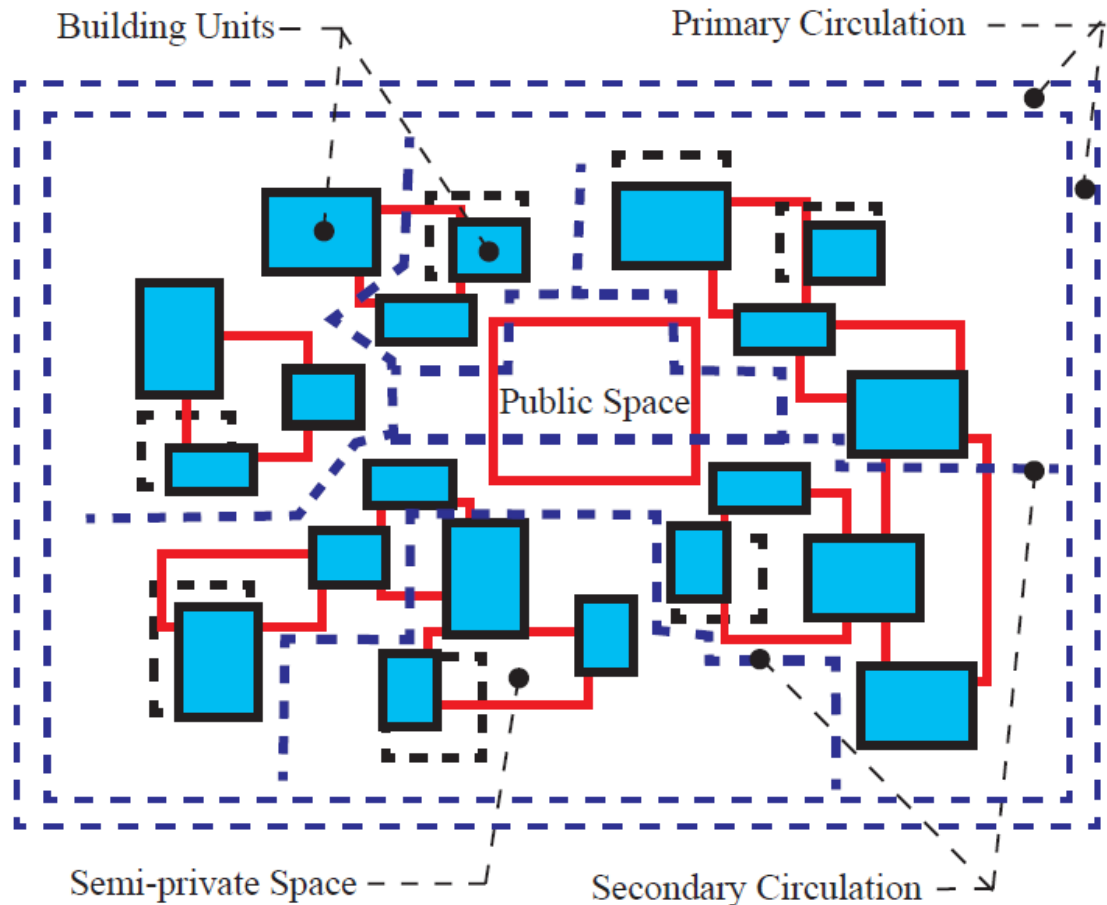 Building Units
Primary Circulation
Public Space
Semi-private Space
Secondary Circulation